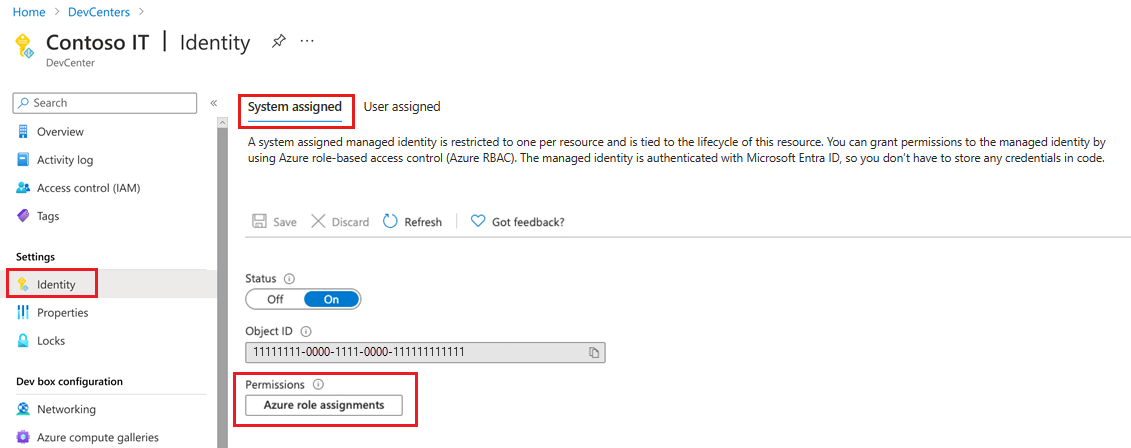 Home > DevCenters >
Contoso IT | Identity ...
DevCenter
Search «
Overview
Activity log
Access control (IAM)
Tags
Settings
Identity
Properties
Locks
Dev box configuration
Networking
Azure compute galleries
System assigned User assigned
A system assigned managed identity is restricted to one per resource and is tied to the lifecycle of this resource. You can grant permissions to the managed identity by
using Azure role-based access control (Azure RBAC). The managed identity is authenticated with Microsoft Entra ID, so you don't have to store any credentials in code.
Save Discard Refresh Got feedback?
Status
Off On
Object ID
11111111-0000-1111-0000-111111111111
Permissions
Azure role assignments